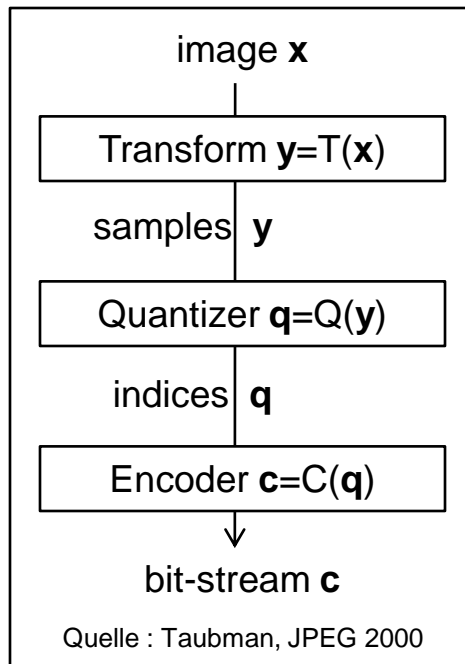 image x
Transform y=T(x)
samples y
Quantizer q=Q(y)
indices q
Encoder c=C(q)
bit-stream c
Quelle : Taubman, JPEG 2000